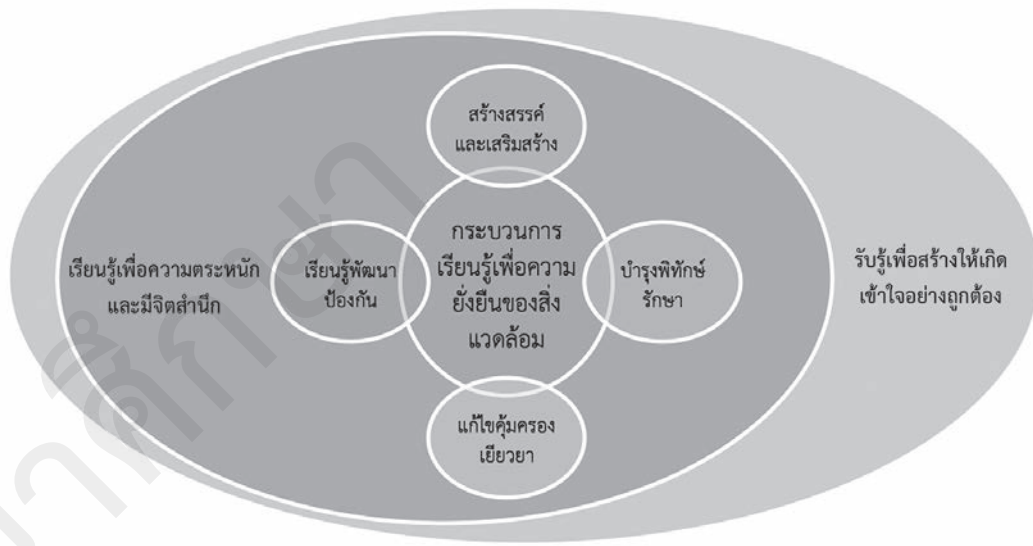 สร้างสรรค์
และเสริมสร้าง
เรียนรู้เพื่อความตระหนัก
และมีจิตสำนึก
เรียนรู้พัฒนา
ป้องกัน
กระบวนการ
เรียนรู้เพื่อความ
ยั่งยืนของสิ่ง
แวดล้อม
บำรุงพิทักษ์
รักษา
รับรู้เพื่อสร้างให้เกิด
เข้าใจอย่างถูกต้อง
แก้ไขคุ้มครอง
เยียวยา